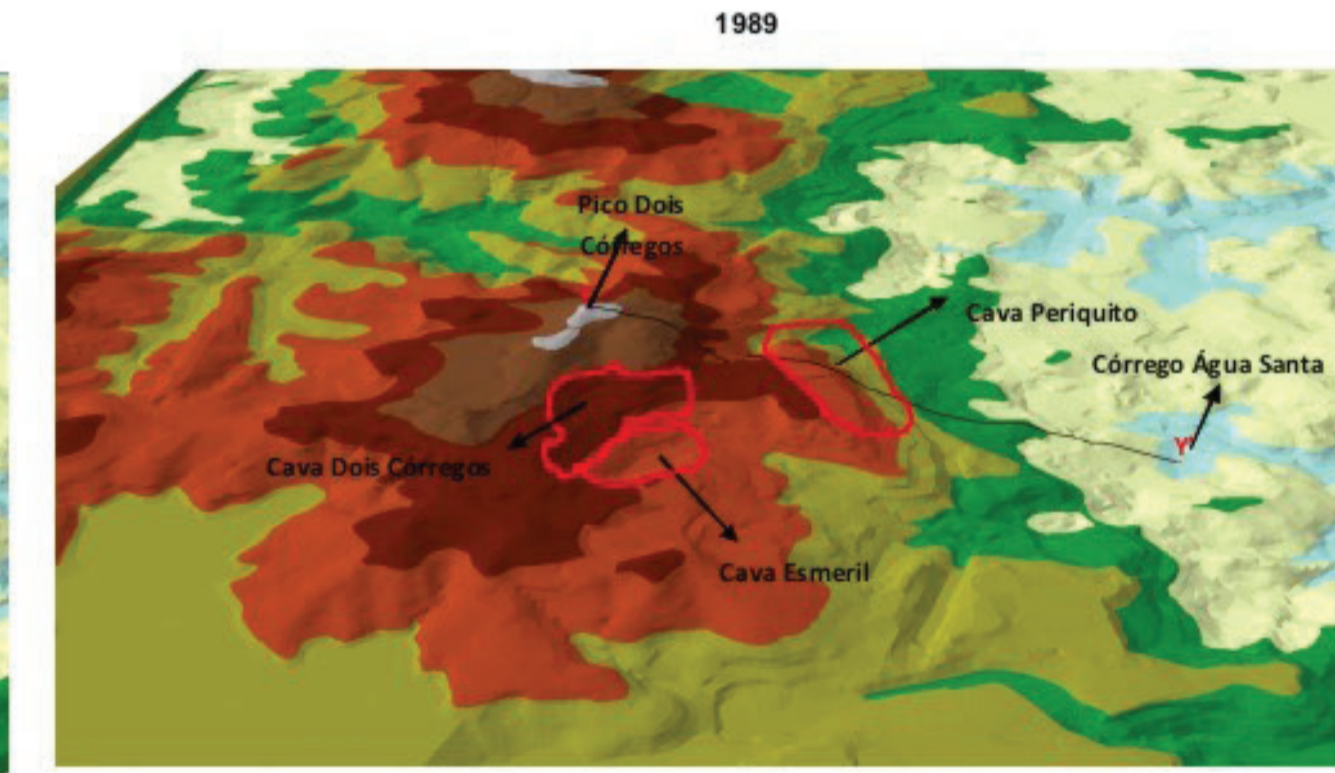 1989
Pico Dois
Córregos
Cava Periquito
Córrego Água Santa
Y'
Cava Dois Córregos
Cava Esmeril